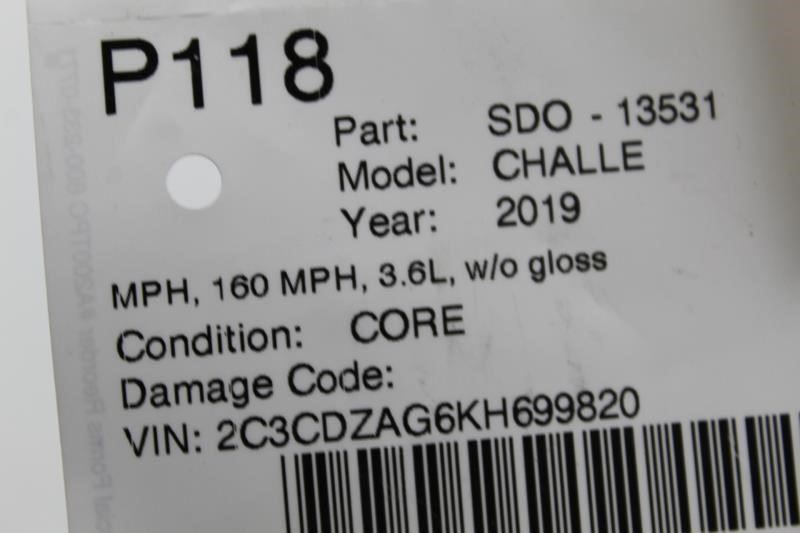 P118
Part: SDO - 13531
Model: CHALLE
Year: 2019
MPH, 160 MPH, 3.6L, w/o gloss
Condition: CORE
Damage Code:
VIN: 2C3CDZAG6KH699820